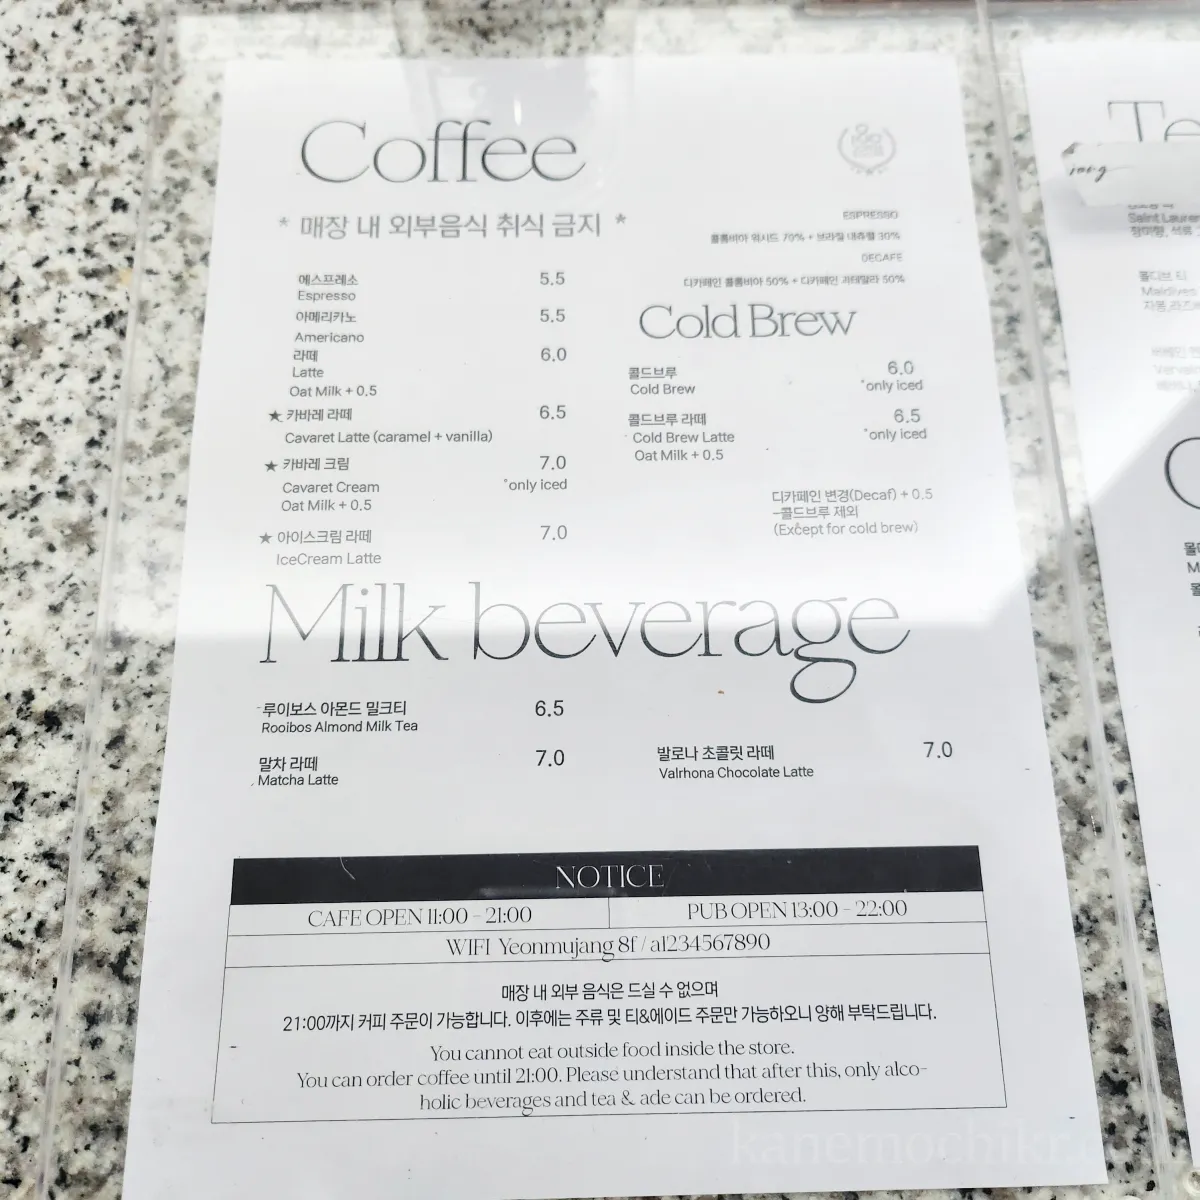 Coffee
* 매장 내 외부음식 취식 금지 *
ESPRESSO
콜롬비아 워시드 70% + 브라질 내츄럴 30%
DECAFE
디카페인 콜롬비아 50% + 디카페인 과테말라 50%
에스프레소 5.5
Espresso
아메리카노 5.5
Americano
라떼 6.0
Latte
Oat Milk + 0.5
★ 카바레 라떼 6.5
Cavaret Latte (caramel + vanilla)
★ 카바레 크림 7.0
Cavaret Cream *only iced
Oat Milk + 0.5
★ 아이스크림 라떼 7.0
IceCream Latte
Cold Brew
콜드브루 6.0
Cold Brew *only iced
콜드브루 라떼 6.5
Cold Brew Latte *only iced
Oat Milk + 0.5
디카페인 변경(Decaf) + 0.5
-콜드브루 제외
(Except for cold brew)
Milk beverage
루이보스 아몬드 밀크티 6.5
Rooibos Almond Milk Tea
말차 라떼 7.0
Matcha Latte
발로나 초콜릿 라떼 7.0
Valrhona Chocolate Latte
NOTICE
CAFE OPEN 11:00 - 21:00
PUB OPEN 13:00 - 22:00
WIFI Yeonmujang 8f / a1234567890
매장 내 외부 음식은 드실 수 없으며
21:00까지 커피 주문이 가능합니다. 이후에는 주류 및 티&에이드 주문만 가능하오니 양해 부탁드립니다.
You cannot eat outside food inside the store.
You can order coffee until 21:00. Please understand that after this, only alco-
holic beverages and tea & ade can be ordered.
Te
Saint Lauren
몰디브 티
Maldives
kanemochikr.com